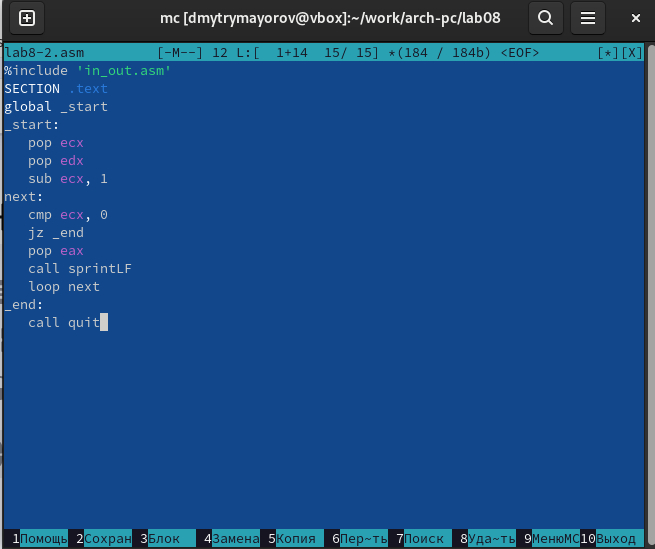 mc [dmytrymayorov@vbox]:~/work/arch-pc/lab08
lab8-2.asm [-M--] 12 L:[ 1+14 15/ 15] *(184 / 184b) <EOF> [*][X]
%include 'in_out.asm'
SECTION .text
global _start
_start:
pop ecx
pop edx
sub ecx, 1
next:
cmp ecx, 0
jz _end
pop eax
call sprintLF
loop next
_end:
call quit
1Помощь 2Сохран 3Блок 4Замена 5Копия 6Пер~ть 7Поиск 8Уда~ть 9МенюMC 10Выход